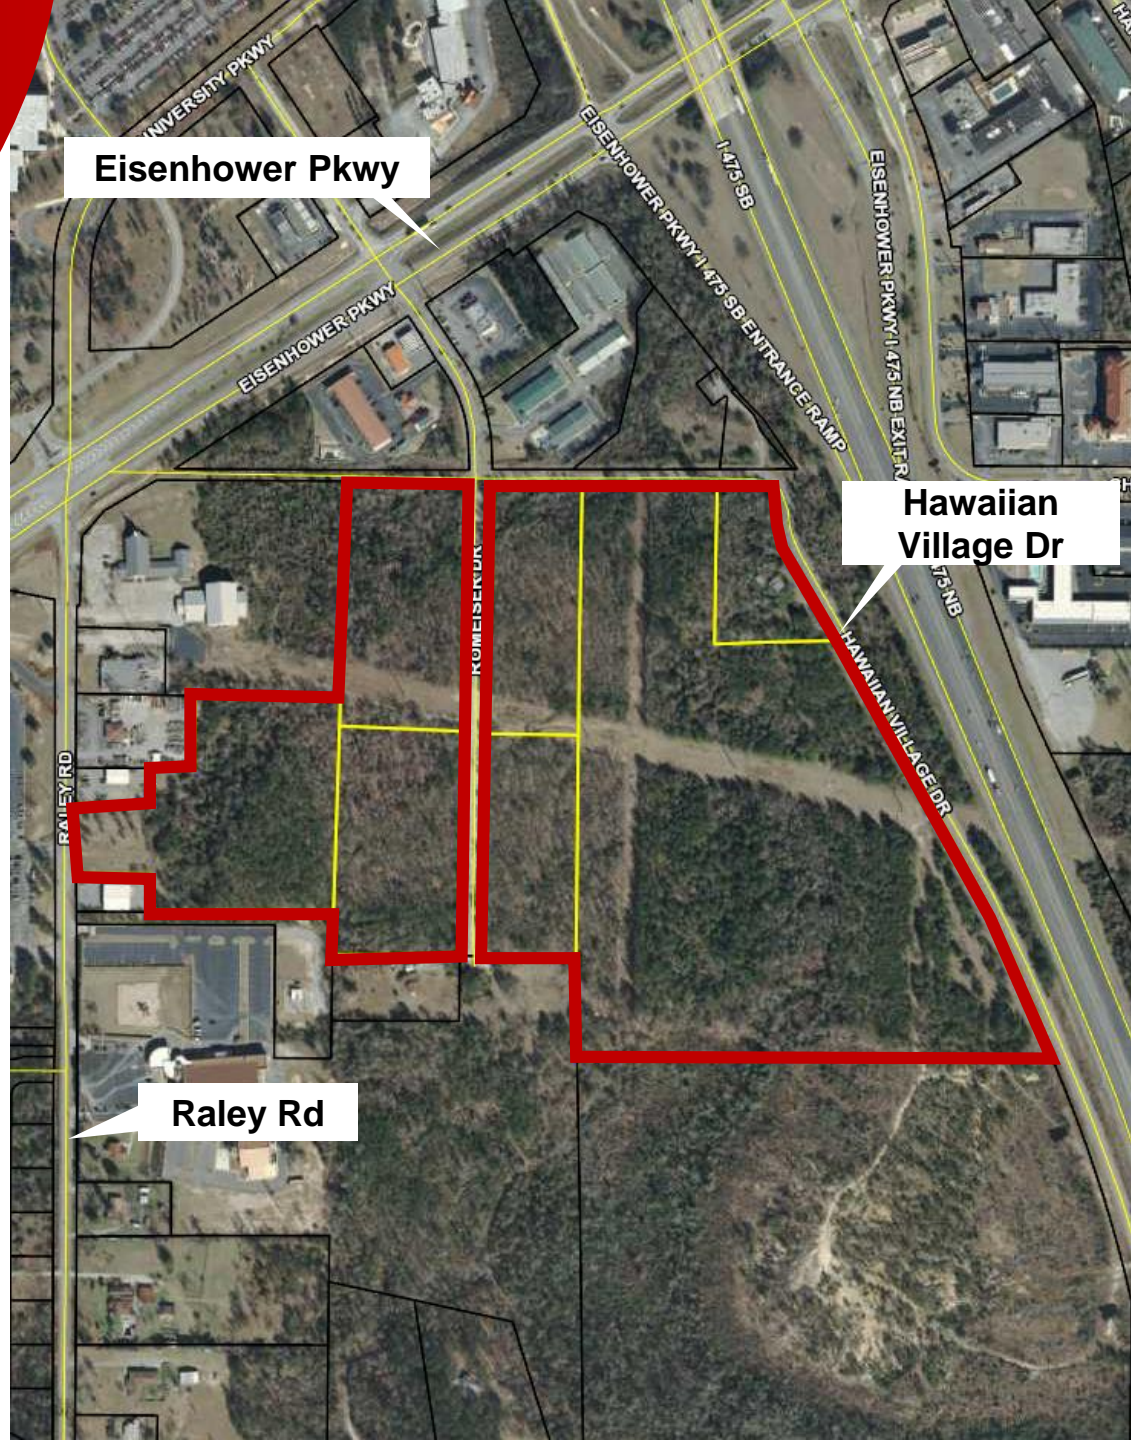 UNIVERSITY PKWY
Eisenhower Pkwy
EISENHOWER PKWY
EISENHOWER PKWY I 475 SB ENTRANCE RAMP
I 475 SB
EISENHOWER PKWY I 475 NB EXIT R
Hawaiian
Village Dr
475 NB
ROMEISER DR
HAWAIIAN VILLAGE DR
RALEY RD
Raley Rd